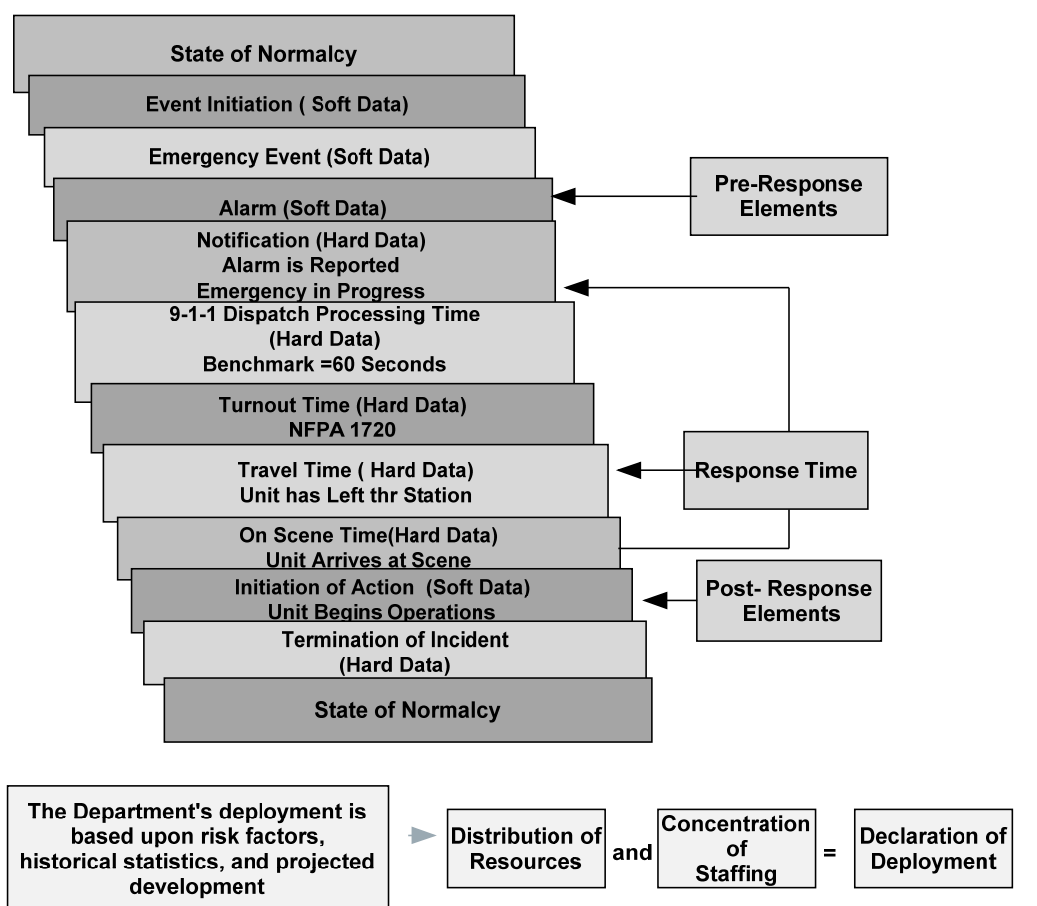 State of Normalcy
Event Initiation ( Soft Data)
Emergency Event (Soft Data)
Alarm (Soft Data)
Notification (Hard Data)
Alarm is Reported
Emergency in Progress
9-1-1 Dispatch Processing Time
(Hard Data)
Benchmark =60 Seconds
Turnout Time (Hard Data)
NFPA 1720
Travel Time ( Hard Data)
Unit has Left thr Station
On Scene Time(Hard Data)
Unit Arrives at Scene
Initiation of Action (Soft Data)
Unit Begins Operations
Termination of Incident
(Hard Data)
State of Normalcy
Pre-Response
Elements
Response Time
Post- Response
Elements
The Department's deployment is
based upon risk factors,
historical statistics, and projected
development
Distribution of
Resources
and
Concentration
of
Staffing
=
Declaration of
Deployment